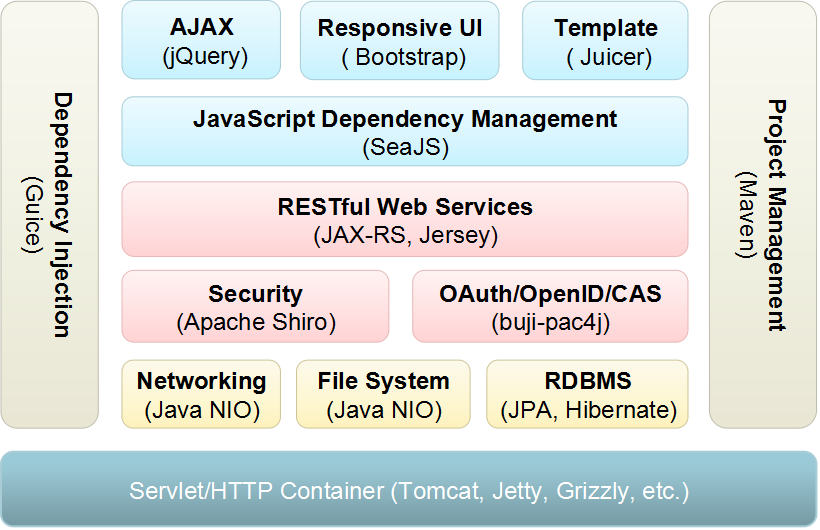 AJAX
(jQuery)
Responsive UI
( Bootstrap)
Template
( Juicer)
Dependency Injection
(Guice)
JavaScript Dependency Management
(SeaJS)
Project Management
(Maven)
RESTful Web Services
(JAX-RS, Jersey)
Security
(Apache Shiro)
OAuth/OpenID/CAS
(buji-pac4j)
Networking
(Java NIO)
File System
(Java NIO)
RDBMS
(JPA, Hibernate)
Servlet/HTTP Container (Tomcat, Jetty, Grizzly, etc.)